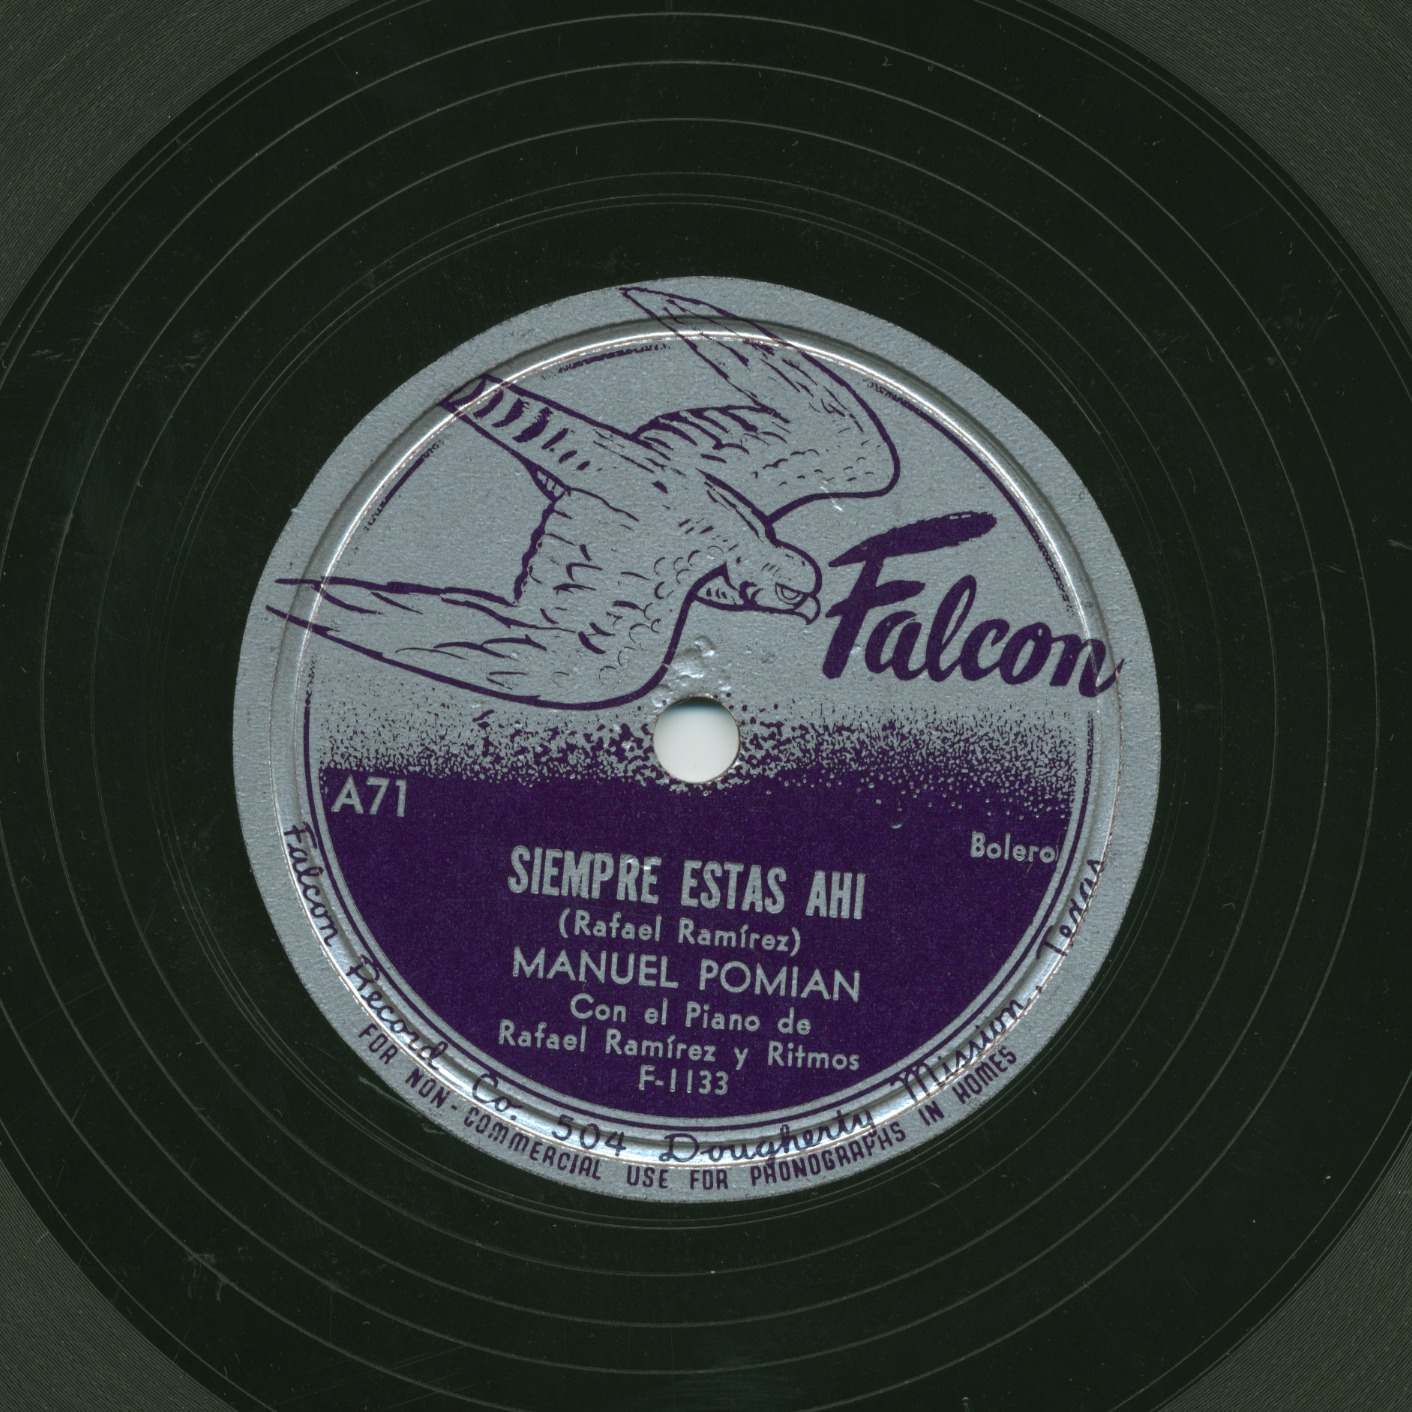 Falcon
A71
Bolero
SIEMPRE ESTAS AHI
(Rafael Ramírez)
MANUEL POMIAN
Con el Piano de
Rafael Ramírez y Ritmos
F-1133
Falcon Record Co. 504 Dougherty Mission, Texas
FOR NON-COMMERCIAL USE FOR PHONOGRAPHS IN HOMES